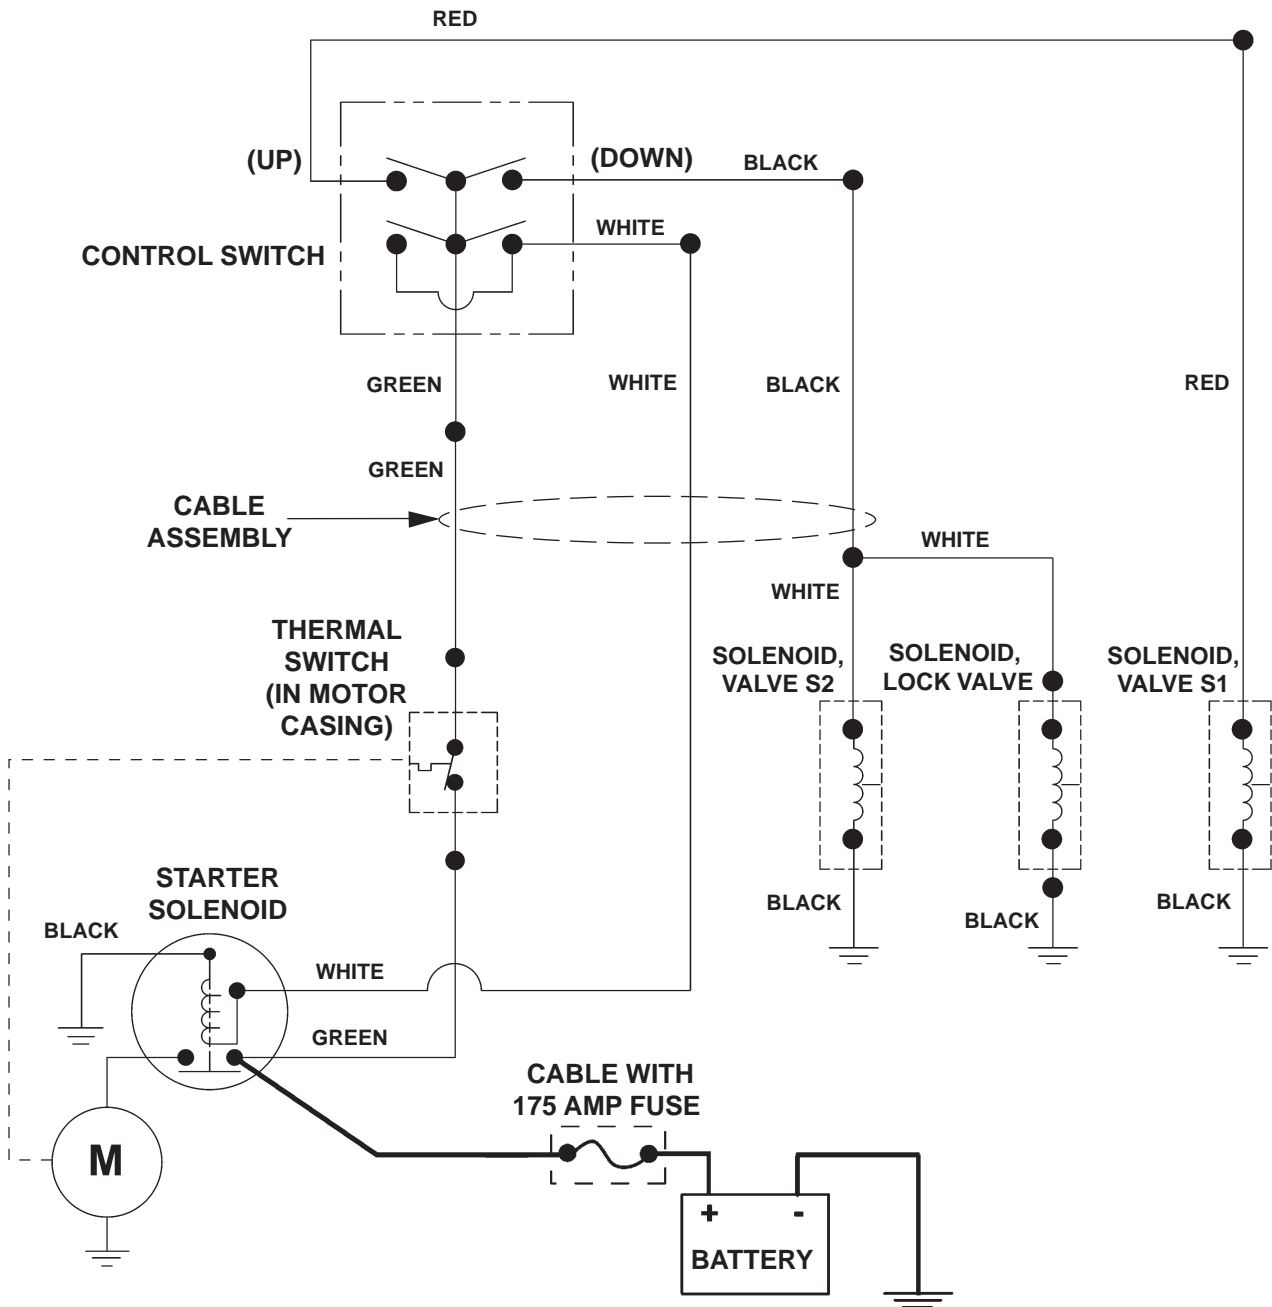 RED
(UP)
(DOWN)
BLACK
WHITE
CONTROL SWITCH
GREEN
WHITE
BLACK
RED
GREEN
CABLE
ASSEMBLY
WHITE
WHITE
THERMAL
SWITCH
(IN MOTOR
CASING)
SOLENOID,
VALVE S2
SOLENOID,
LOCK VALVE
SOLENOID,
VALVE S1
STARTER
SOLENOID
BLACK
BLACK
BLACK
BLACK
WHITE
GREEN
CABLE WITH
175 AMP FUSE
M
+ -
BATTERY